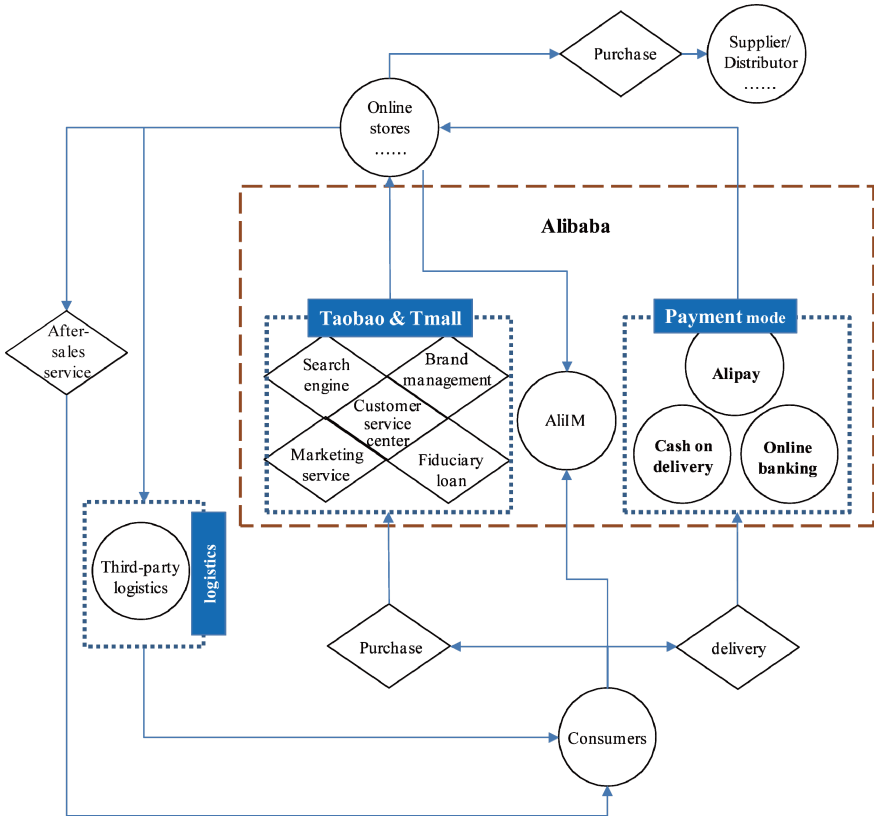 Purchase
Supplier/
Distributor
……
Online
stores
……
Alibaba
Taobao & Tmall
Payment mode
After-
sales
service
Search
engine
Brand
management
Customer
service
center
Marketing
service
Fiduciary
loan
AliIM
Alipay
Cash on
delivery
Online
banking
Third-party
logistics
logistics
Purchase
delivery
Consumers